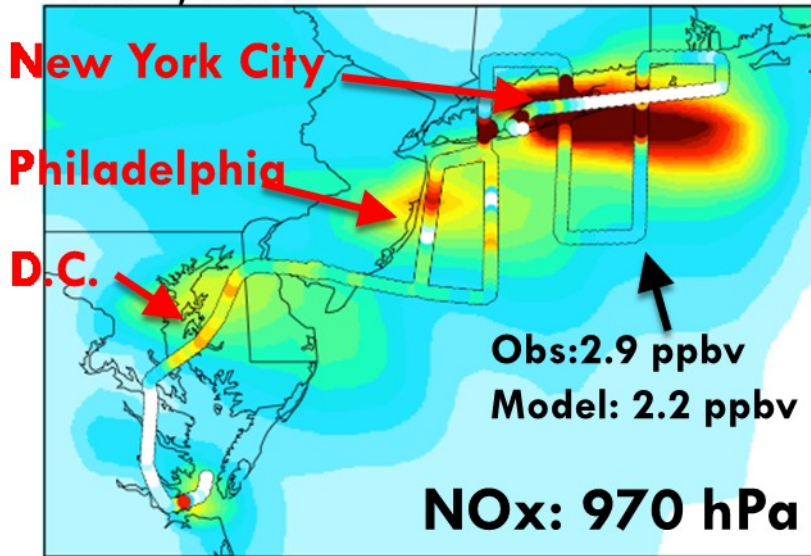 New York City
Philadelphia
D.C.
Obs:2.9 ppbv
Model: 2.2 ppbv
NOx: 970 hPa